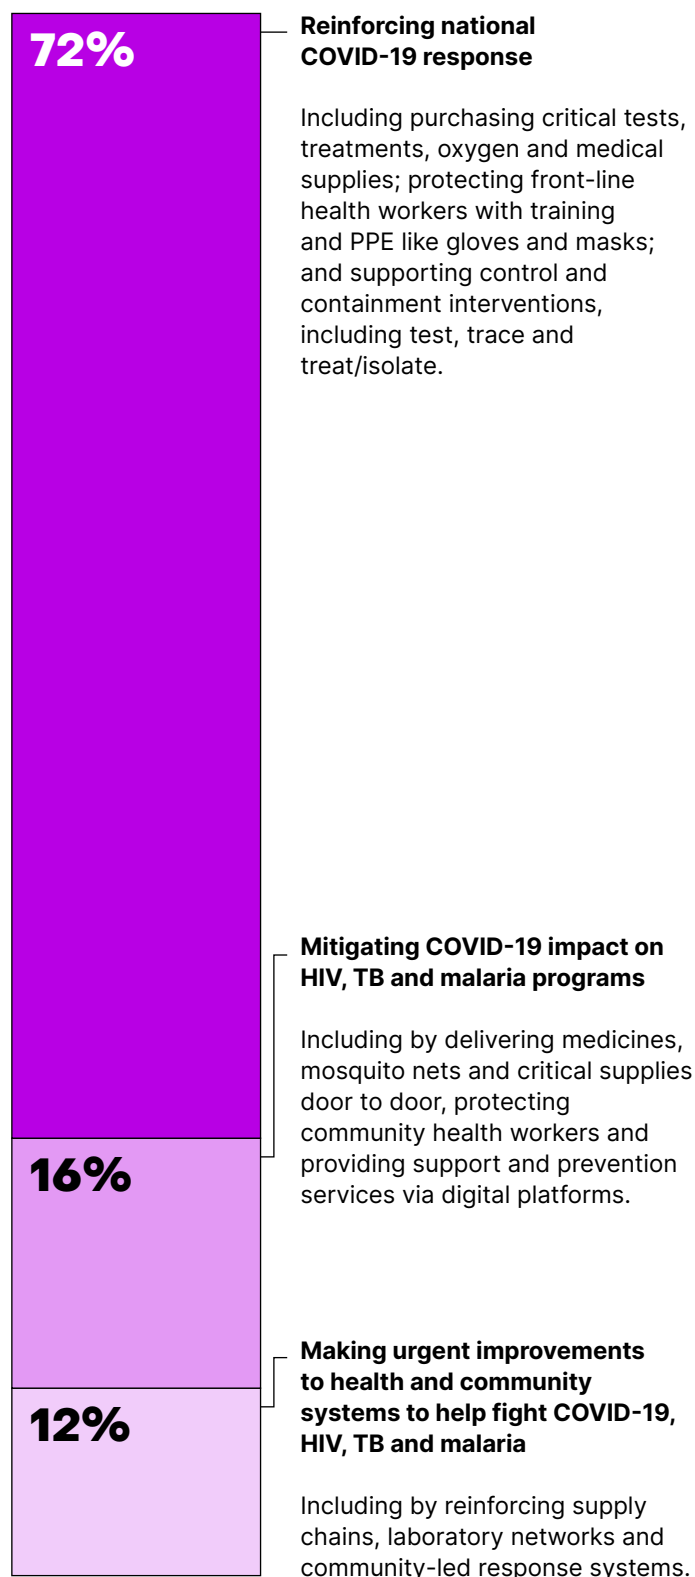 72%
Reinforcing national
COVID-19 response
Including purchasing critical tests,
treatments, oxygen and medical
supplies; protecting front-line
health workers with training
and PPE like gloves and masks;
and supporting control and
containment interventions,
including test, trace and
treat/isolate.
Mitigating COVID-19 impact on
HIV, TB and malaria programs
Including by delivering medicines,
mosquito nets and critical supplies
door to door, protecting
community health workers and
providing support and prevention
services via digital platforms.
16%
Making urgent improvements
to health and community
systems to help fight COVID-19,
HIV, TB and malaria
12%
Including by reinforcing supply
chains, laboratory networks and
community-led response systems.